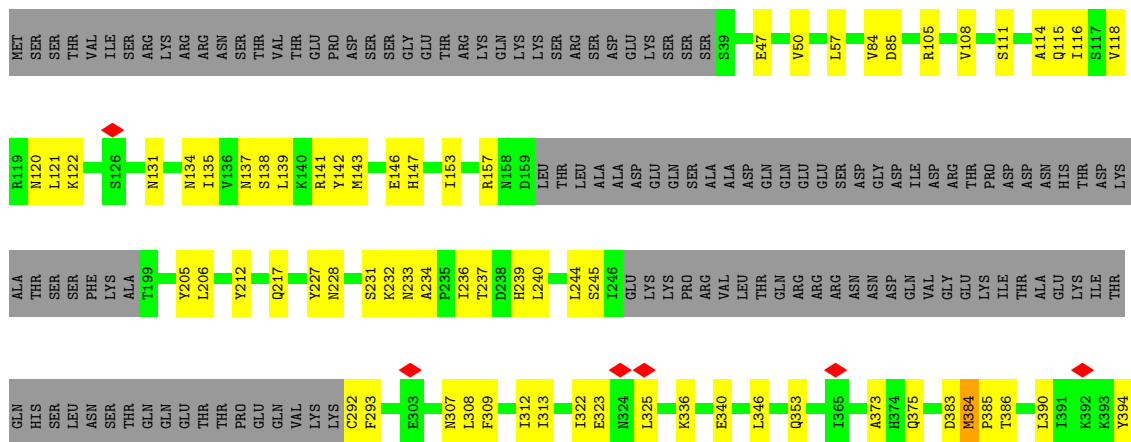 MET SER SER THR VAL ILE SER ARG LYS ARG ARG ASN SER THR VAL THR GLU PRO ASP SER SER GLY GLU THR ARG LYS GLN LYS LYS SER ARG SER ASP GLU LYS SER SER SER S39 E47 V50 L57 V84 D85 R105 V108 S111 A114 Q115 I116 S117 V118
R119 N120 L121 K122 S126 N131 N134 I135 V136 N137 S138 L139 K140 R141 Y142 M143 E146 H147 I153 R157 N158 D159 LEU THR LEU ALA ALA ASP GLU GLN SER ALA ALA ASP GLN GLN GLU GLU SER ASP GLY ASP ILE ASP ARG THR PRO ASP ASP ASN HIS THR ASP LYS
ALA THR SER SER PHE LYS ALA T199 Y205 L206 Y212 Q217 Y227 N228 S231 K232 N233 A234 P235 I236 T237 D238 H239 L240 L244 S245 I246 GLU LYS LYS PRO ARG VAL LEU THR GLN ARG ARG ARG ASN ASN ASP GLN VAL GLY GLU LYS ILE THR ALA GLU LYS ILE THR
GLN HIS SER LEU ASN SER THR GLN GLN GLU THR THR PRO GLU GLN VAL LYS LYS C292 F293 E303 N307 L308 F309 I312 I313 I322 E323 N324 L325 K336 E340 L346 Q353 I365 A373 H374 Q375 D383 M384 P385 T386 L390 I391 K392 K393 Y394